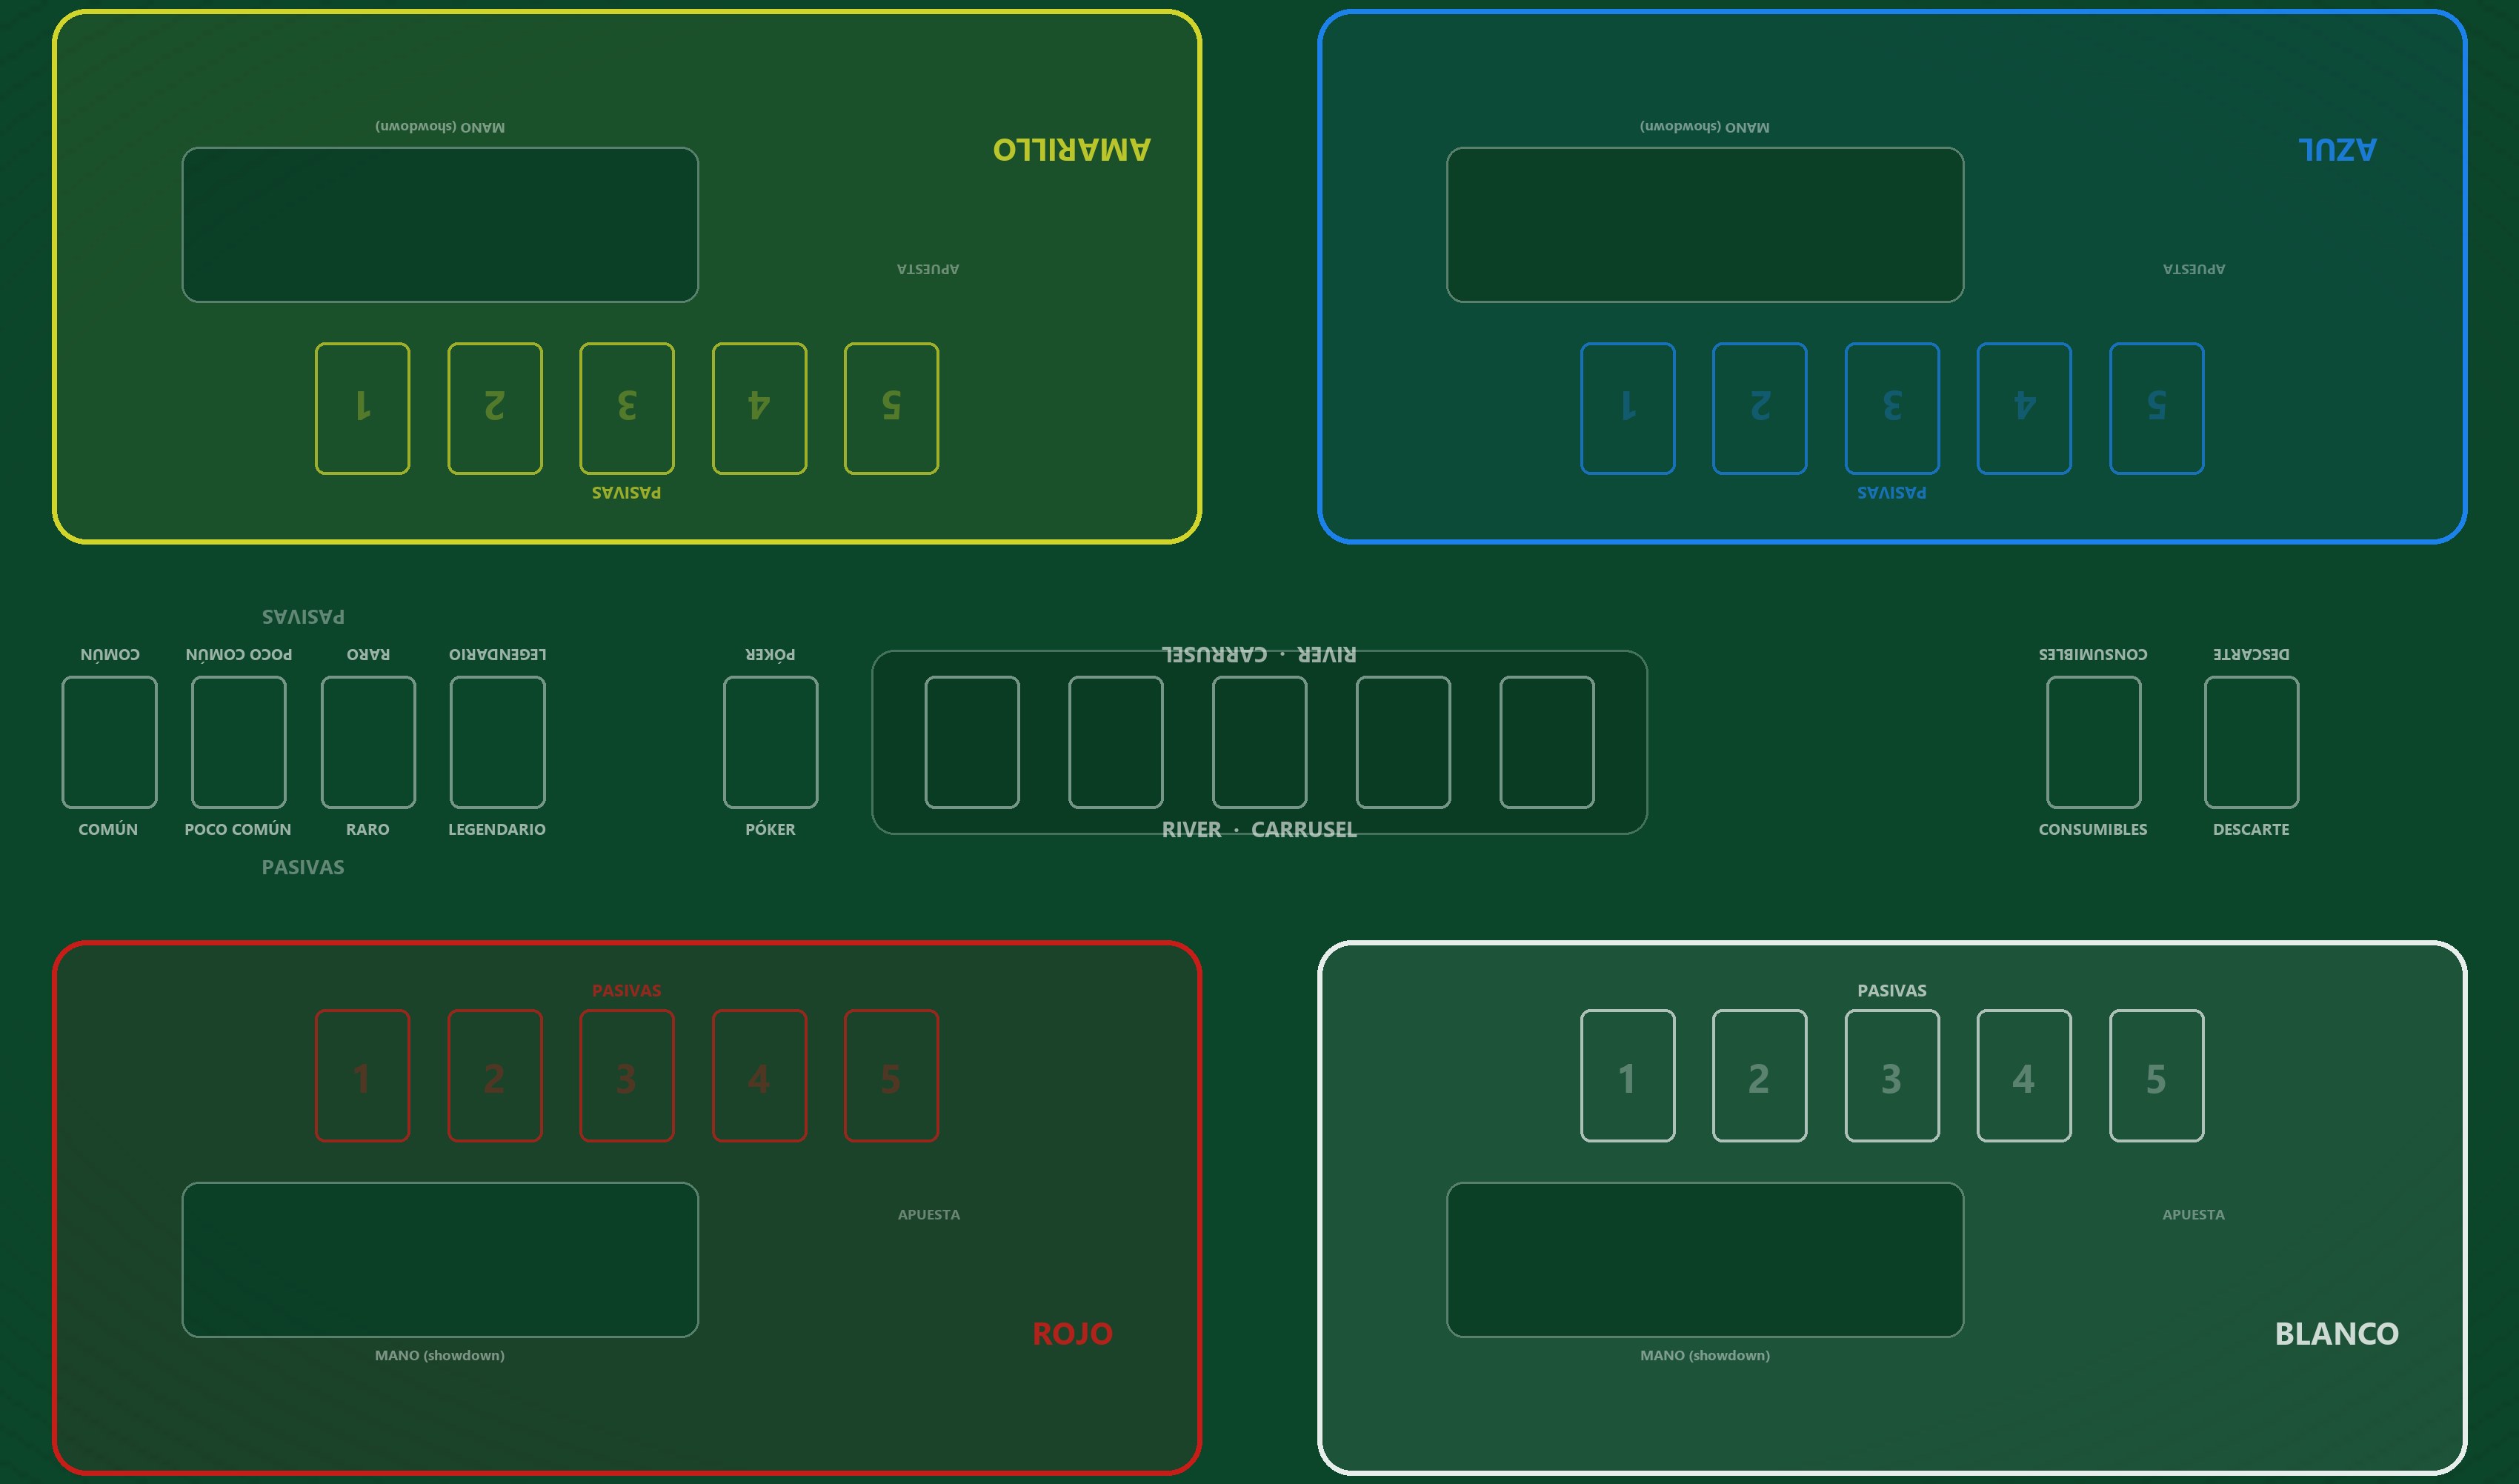 MANO (showdown)
AMARILLO
APUESTA
1 2 3 4 5
PASIVAS
MANO (showdown)
AZUL
APUESTA
1 2 3 4 5
PASIVAS
PASIVAS
COMÚN POCO COMÚN RARO LEGENDARIO PÓKER RIVER · CARRUSEL CONSUMIBLES DESCARTE
COMÚN POCO COMÚN RARO LEGENDARIO PÓKER RIVER · CARRUSEL CONSUMIBLES DESCARTE
PASIVAS
PASIVAS
1 2 3 4 5
APUESTA
ROJO
MANO (showdown)
PASIVAS
1 2 3 4 5
APUESTA
BLANCO
MANO (showdown)